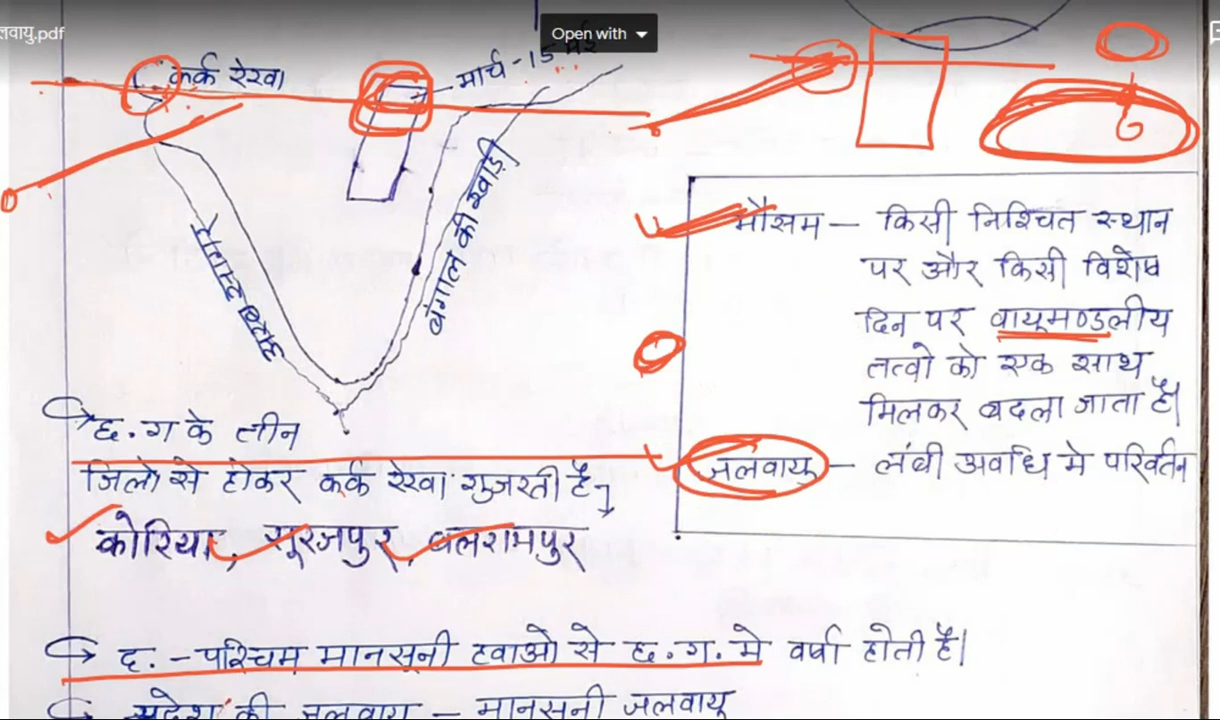 लवायु.pdf
Open with
कर्क रेखा
मार्च - 15
अरब सागर
बंगाल की खाड़ी
मौसम — किसी निश्चित स्थान
पर और किसी विशेष
दिन पर वायुमण्डलीय
तत्वो को एक साथ
मिलकर बदला जाता है।
जलवायु — लंबी अवधि मे परिवर्तन
छ.ग के तीन
जिलो से होकर कर्क रेखा गुजरती है
कोरिया, सूरजपुर, बलरामपुर
द. - पश्चिम मानसूनी हवाओ से छ.ग. मे वर्षा होती है।
प्रदेश की जलवायु — मानसूनी जलवायु